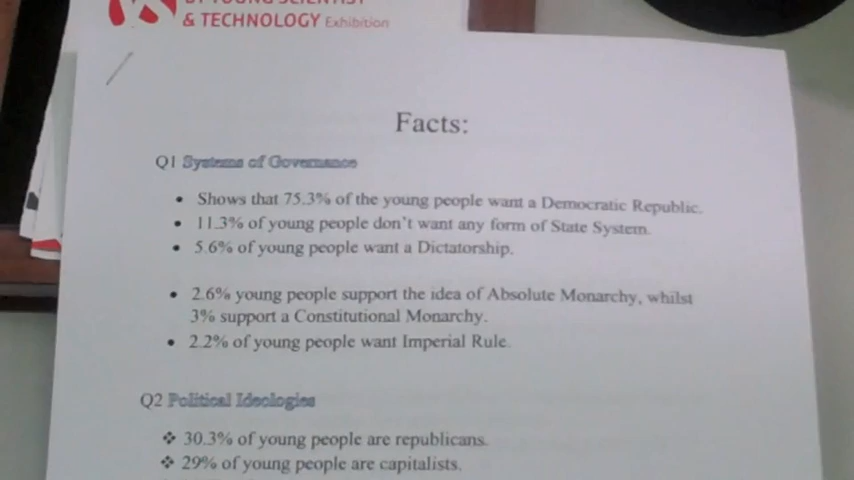 BT YOUNG SCIENTIST
& TECHNOLOGY Exhibition
Facts:
Q1 Systems of Governance
• Shows that 75.3% of the young people want a Democratic Republic.
• 11.3% of young people don't want any form of State System.
• 5.6% of young people want a Dictatorship.
• 2.6% young people support the idea of Absolute Monarchy, whilst
3% support a Constitutional Monarchy.
• 2.2% of young people want Imperial Rule.
Q2 Political Ideologies
❖ 30.3% of young people are republicans.
❖ 29% of young people are capitalists.